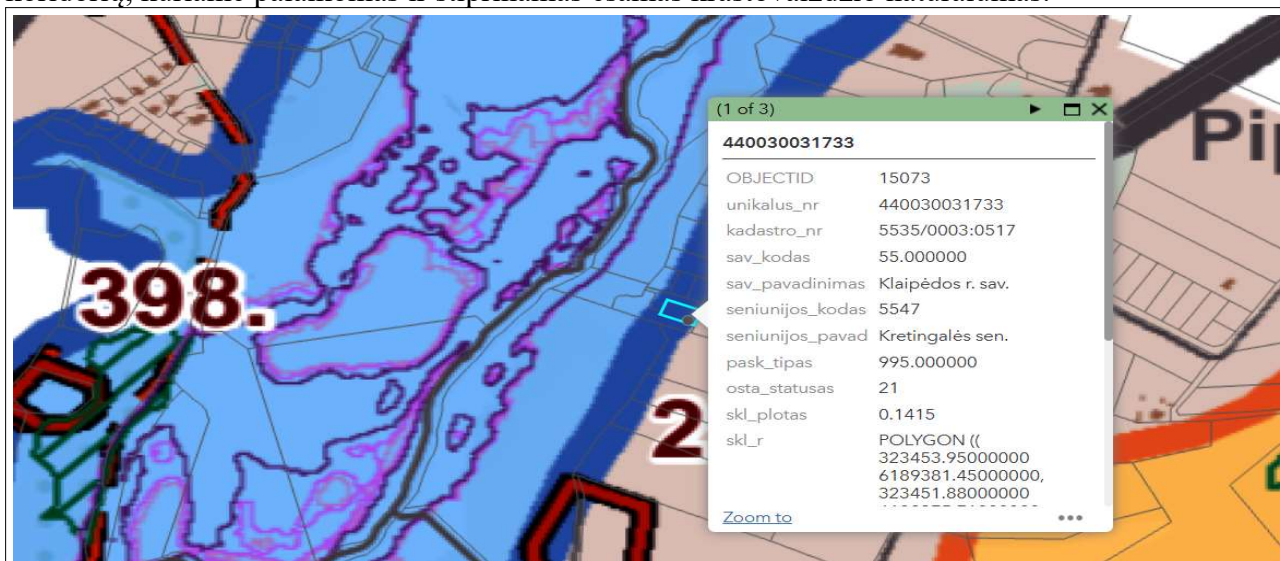 398.
2
Pi
(1 of 3)
440030031733
OBJECTID 15073
unikalus_nr 440030031733
kadastro_nr 5535/0003:0517
sav_kodas 55.000000
sav_pavadinimas Klaipėdos r. sav.
seniunijos_kodas 5547
seniunijos_pavad Kretingalės sen.
pask_tipas 995.000000
osta_statusas 21
skl_plotas 0.1415
skl_r POLYGON ((
323453.95000000
6189381.45000000,
323451.88000000
Zoom to